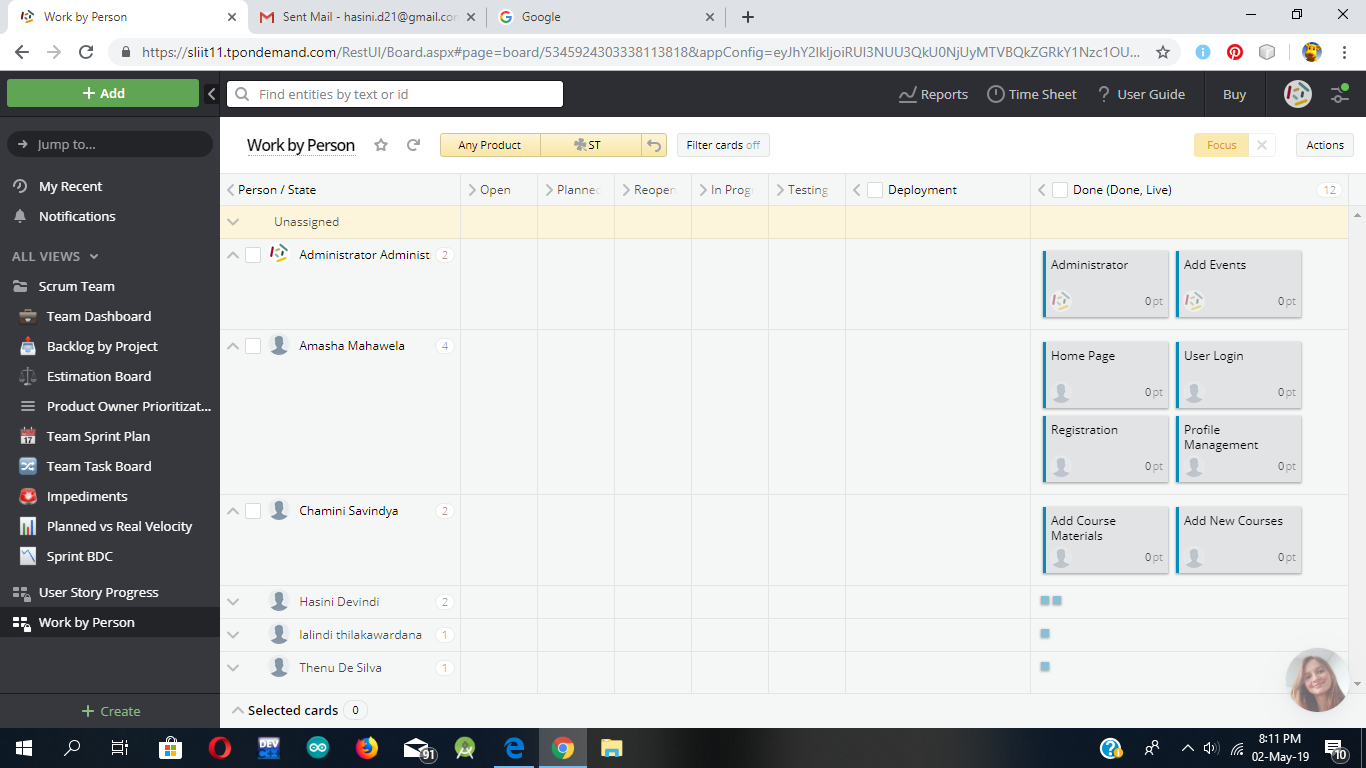 Work by Person
Sent Mail - hasini.d21@gmail.com
Google
https://sliit11.tpondemand.com/RestUI/Board.aspx#page=board/5345924303338113818&appConfig=eyJhY2lkIjoiRUI3NUU3QkU0NjUyMTVBQkZGRkY1Nzc1OU...
+ Add
Find entities by text or id
Reports
Time Sheet
? User Guide
Buy
Jump to...
Work by Person
Any Product
ST
Filter cards off
Focus
Actions
My Recent
Notifications
ALL VIEWS
Scrum Team
Team Dashboard
Backlog by Project
Estimation Board
Product Owner Prioritizat...
Team Sprint Plan
Team Task Board
Impediments
Planned vs Real Velocity
Sprint BDC
User Story Progress
Work by Person
+ Create
Person / State
Open
Planned
Reopen
In Prog
Testing
Deployment
Done (Done, Live)
12
Unassigned
Administrator Administ
2
Administrator
0 pt
Add Events
0 pt
Amasha Mahawela
4
Home Page
0 pt
User Login
0 pt
Registration
0 pt
Profile
Management
0 pt
Chamini Savindya
2
Add Course
Materials
0 pt
Add New Courses
0 pt
Hasini Devindi
2
lalindi thilakawardana
1
Thenu De Silva
1
Selected cards
0
DEV
91
8:11 PM
02-May-19
10